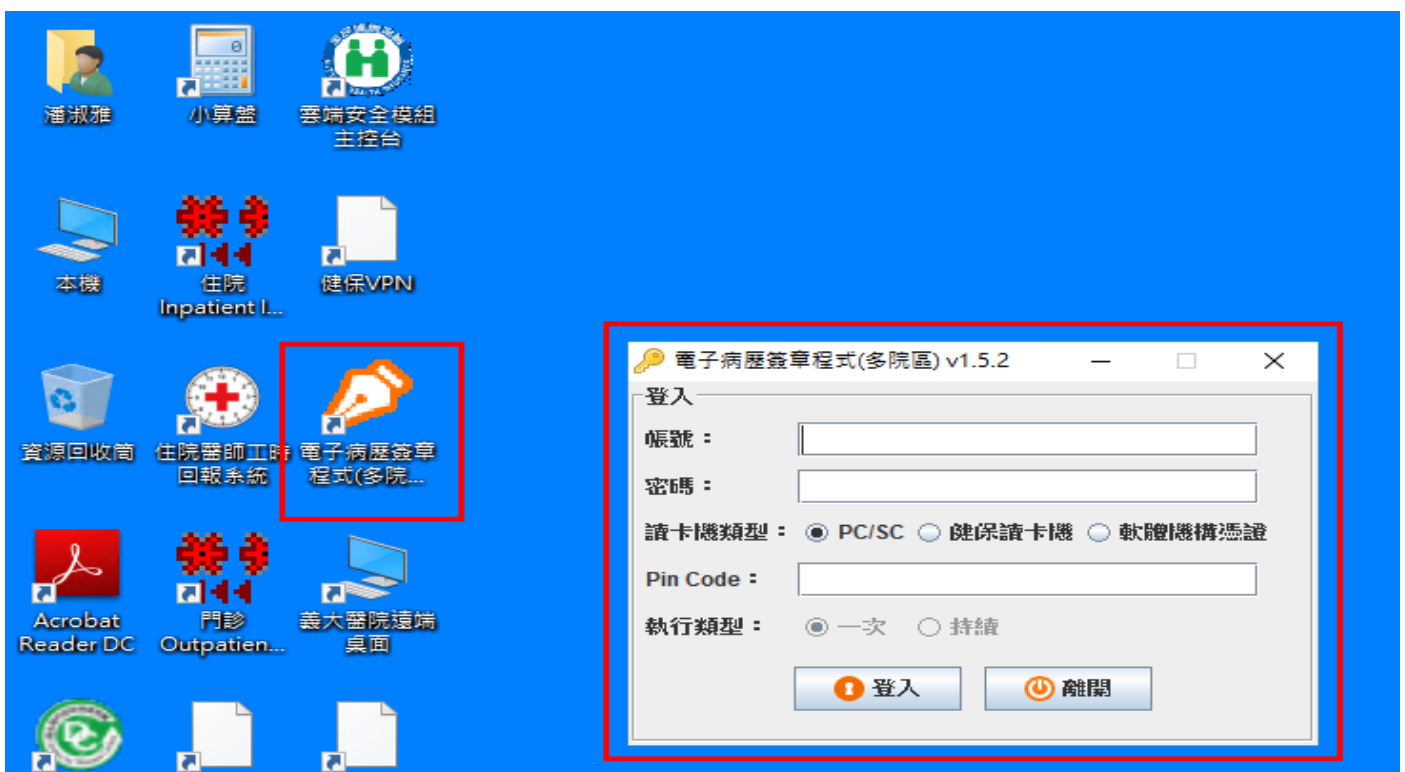 潘淑雅
小算盤
雲端安全模組
主控台
本機
住院
Inpatient I...
健保VPN
資源回收筒
住院醫師工時
回報系統
電子病歷簽章
程式(多院...
Acrobat
Reader DC
門診
Outpatien...
義大醫院遠端
桌面
電子病歷簽章程式(多院區) v1.5.2
登入
帳號：
密碼：
讀卡機類型： PC/SC 健保讀卡機 軟體機構憑證
Pin Code：
執行類型： 一次 持續
登入 離開